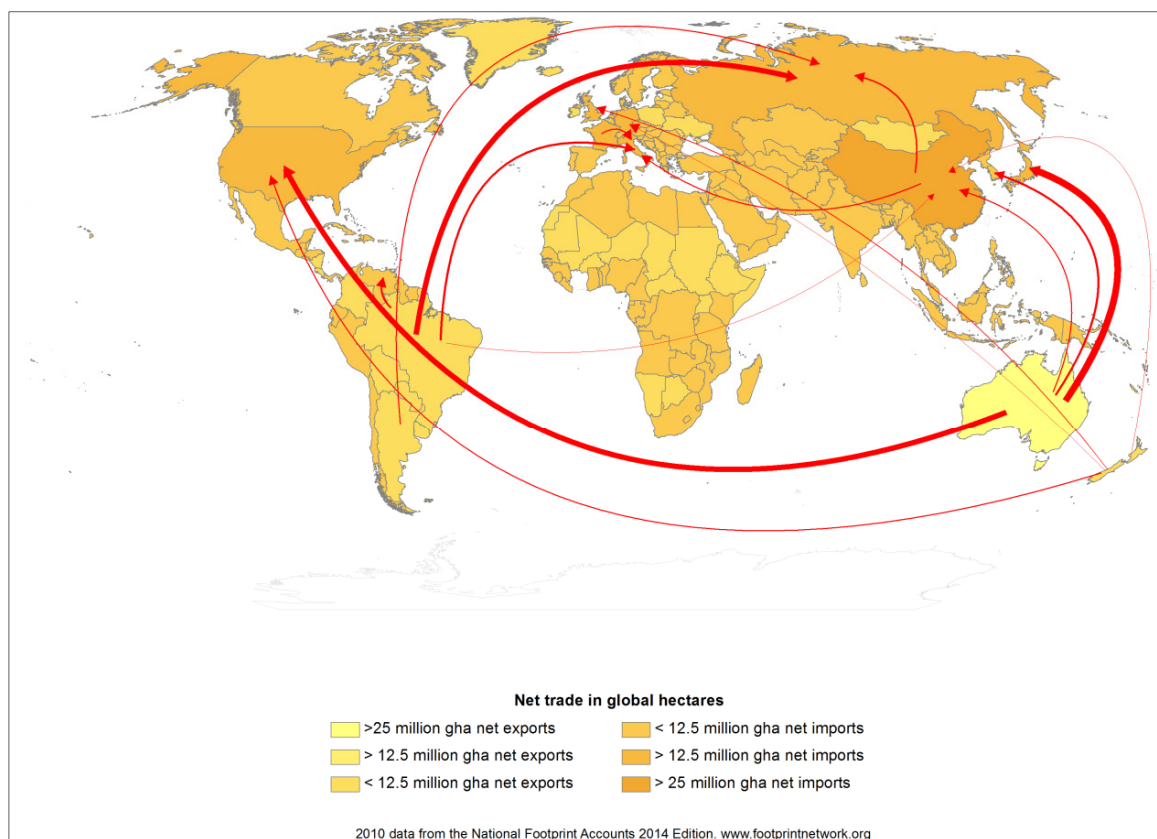 Net trade in global hectares
>25 million gha net exports
< 12.5 million gha net imports
> 12.5 million gha net exports
> 12.5 million gha net imports
< 12.5 million gha net exports
> 25 million gha net imports
2010 data from the National Footprint Accounts 2014 Edition. www.footprintnetwork.org